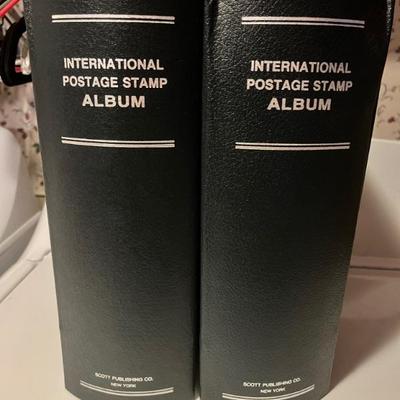 INTERNATIONAL
POSTAGE STAMP
ALBUM
SCOTT PUBLISHING CO.
NEW YORK
INTERNATIONAL
POSTAGE STAMP
ALBUM
SCOTT PUBLISHING CO.
NEW YORK